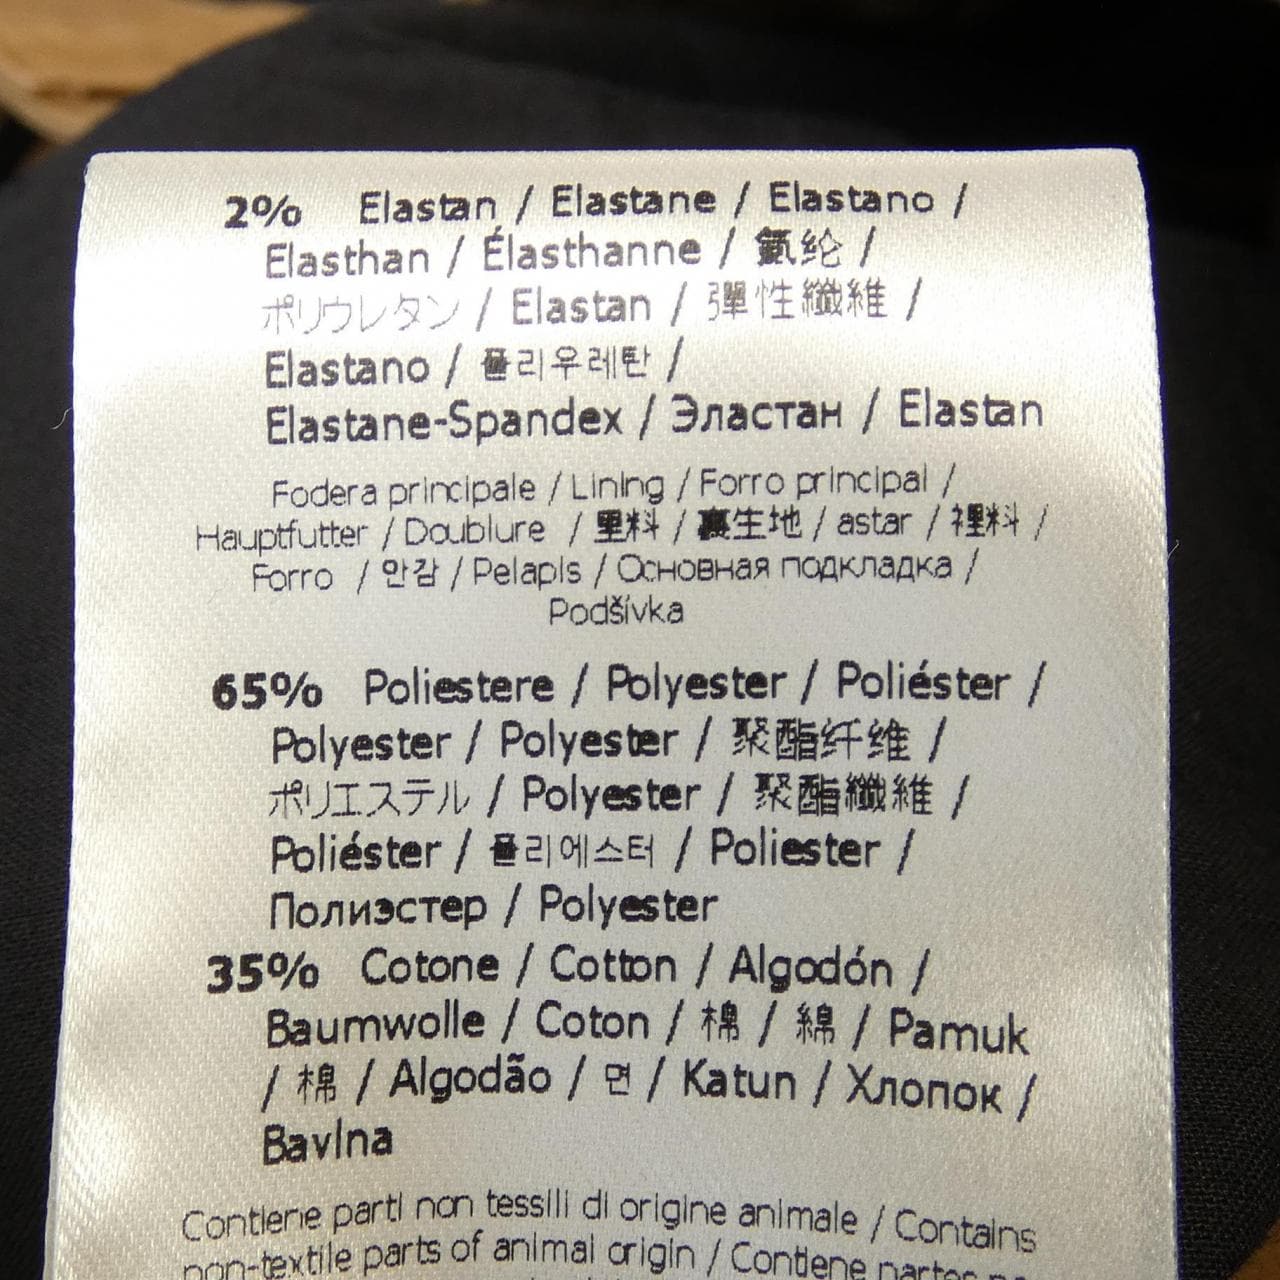 2% Elastan / Elastane / Elastano /
Elasthan / Élasthanne / 氨纶 /
ポリウレタン / Elastan / 彈性纖維 /
Elastano / 폴리우레탄 /
Elastane-Spandex / Эластан / Elastan
Fodera principale / Lining / Forro principal /
Hauptfutter / Doublure / 里料 / 裏生地 / astar / 裡料 /
Forro / 안감 / Pelapis / Основная подкладка /
Podšívka
65% Poliestere / Polyester / Poliéster /
Polyester / Polyester / 聚酯纤维 /
ポリエステル / Polyester / 聚酯纖維 /
Poliéster / 폴리에스터 / Poliester /
Полиэстер / Polyester
35% Cotone / Cotton / Algodón /
Baumwolle / Coton / 棉 / 綿 / Pamuk
/ 棉 / Algodão / 면 / Katun / Хлопок /
Bavlna
Contiene parti non tessili di origine animale / Contains
non-textile parts of animal origin / Contiene partes no